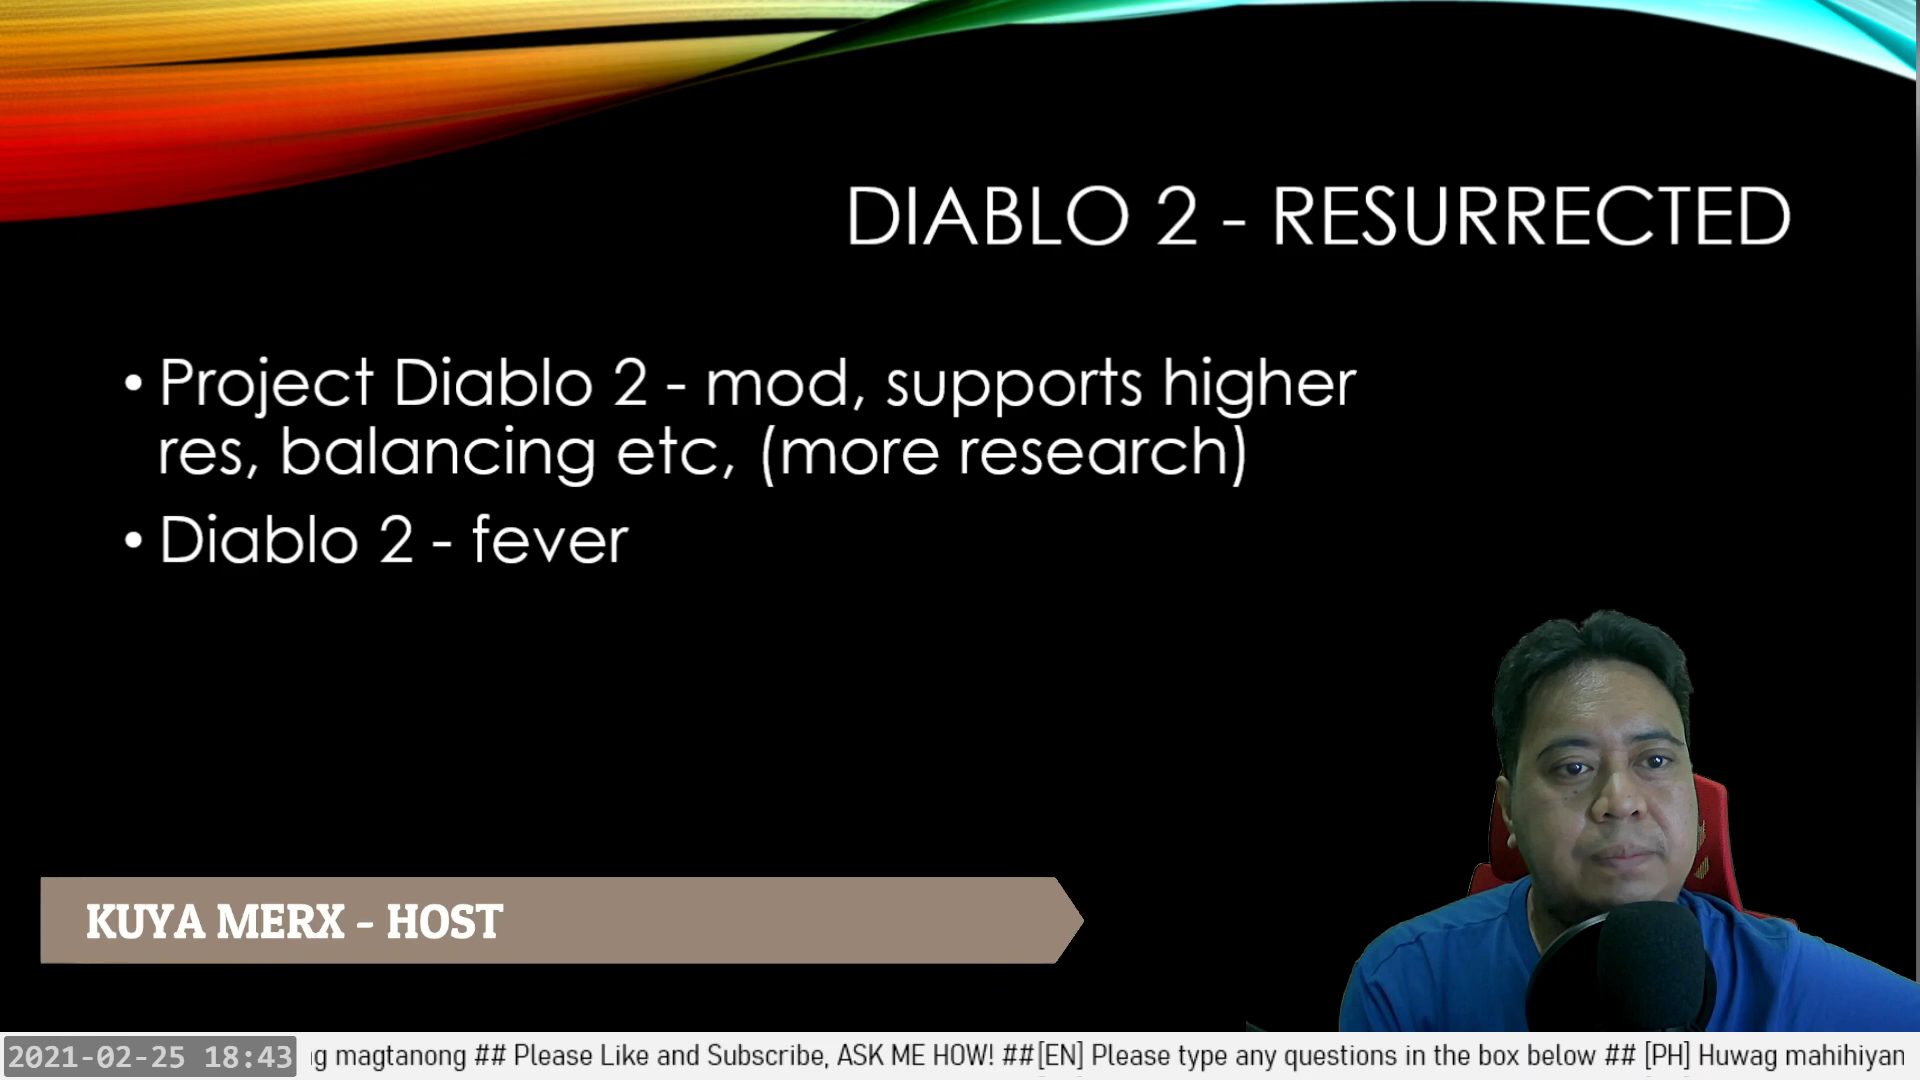 DIABLO 2 - RESURRECTED
• Project Diablo 2 - mod, supports higher
res, balancing etc, (more research)
• Diablo 2 - fever
KUYA MERX - HOST
2021-02-25 18:43
g magtanong ## Please Like and Subscribe, ASK ME HOW! ##[EN] Please type any questions in the box below ## [PH] Huwag mahihiyan